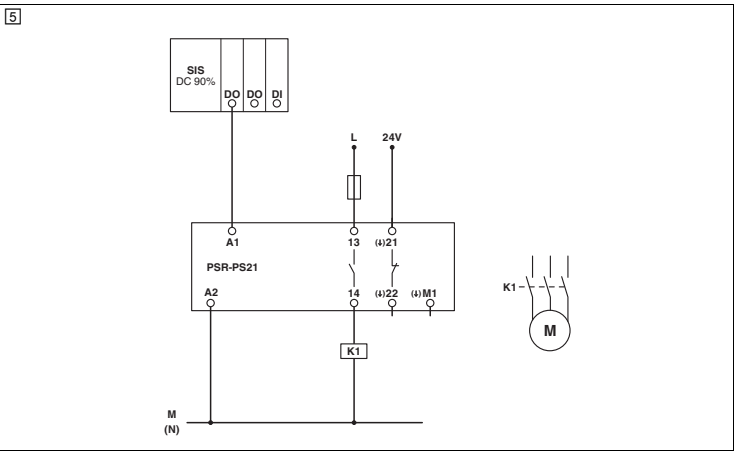 5
SIS
DC 90%
DO DO DI
L 24V
A1 13 (↓)21
PSR-PS21
A2 14 (↓)22 (↓)M1
K1
K1
M
M
(N)